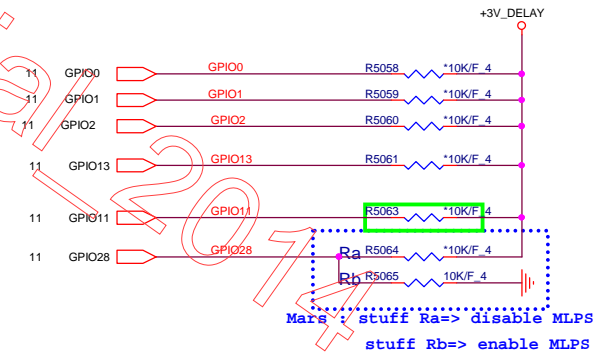 +3V_DELAY
11 GPIO0 GPIO0 R5058 *10K/F_4
11 GPIO1 GPIO1 R5059 *10K/F_4
11 GPIO2 GPIO2 R5060 *10K/F_4
11 GPIO13 GPIO13 R5061 *10K/F_4
11 GPIO11 GPIO11 R5063 *10K/F_4
11 GPIO28 GPIO28 Ra R5064 *10K/F_4
Rb R5065 10K/F_4
Mars : stuff Ra=> disable MLPS
stuff Rb=> enable MLPS
2014